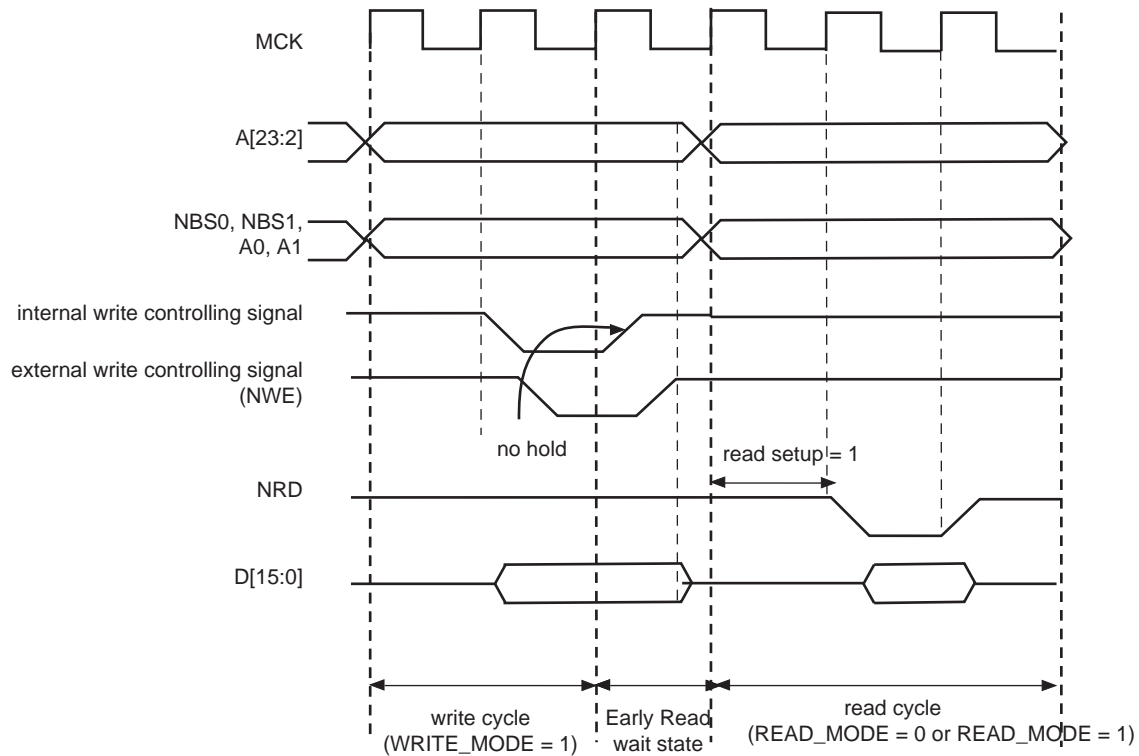 MCK
A[23:2]
NBS0, NBS1,
A0, A1
internal write controlling signal
external write controlling signal
(NWE)
no hold
read setup = 1
NRD
D[15:0]
write cycle
(WRITE_MODE = 1)
Early Read
wait state
read cycle
(READ_MODE = 0 or READ_MODE = 1)